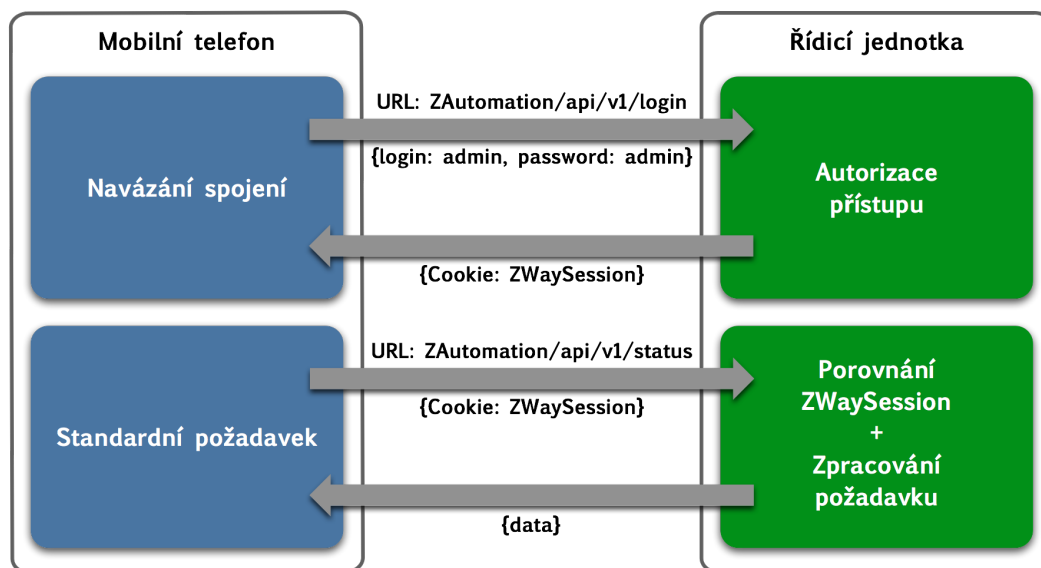 Mobilní telefon
Řídicí jednotka
URL: ZAutomation/api/v1/login
{login: admin, password: admin}
Navázání spojení
Autorizace
přístupu
{Cookie: ZWaySession}
URL: ZAutomation/api/v1/status
{Cookie: ZWaySession}
Standardní požadavek
Porovnání
ZWaySession
+
Zpracování
požadavku
{data}